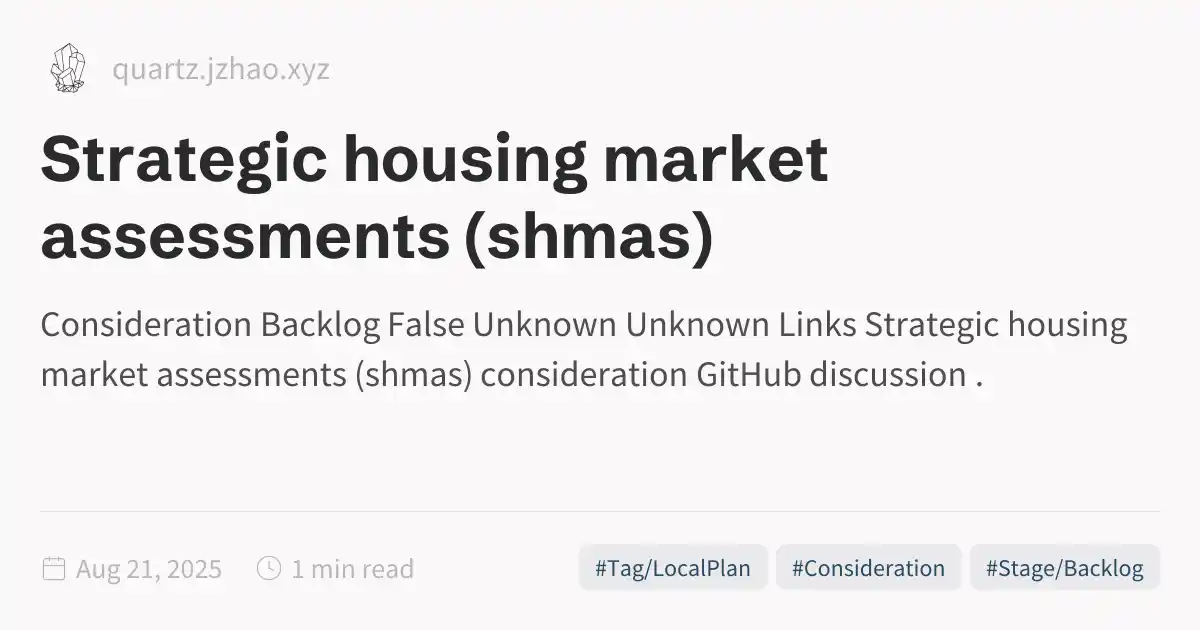 quartz.jzhao.xyz
Strategic housing market
assessments (shmas)
Consideration Backlog False Unknown Unknown Links Strategic housing
market assessments (shmas) consideration GitHub discussion .
Aug 21, 2025 1 min read #Tag/LocalPlan #Consideration #Stage/Backlog